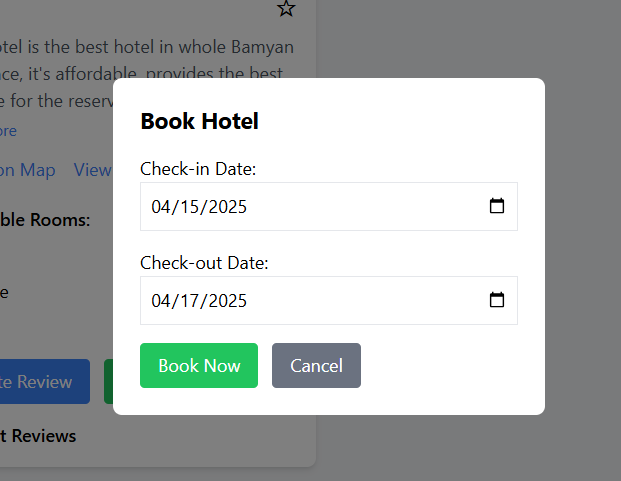 otel is the best hotel in whole Bamyan
ce, it's affordable, provides the best
e for the reserv
ore
on Map View
ble Rooms:
e
te Review
t Reviews
Book Hotel
Check-in Date:
04/15/2025
Check-out Date:
04/17/2025
Book Now Cancel